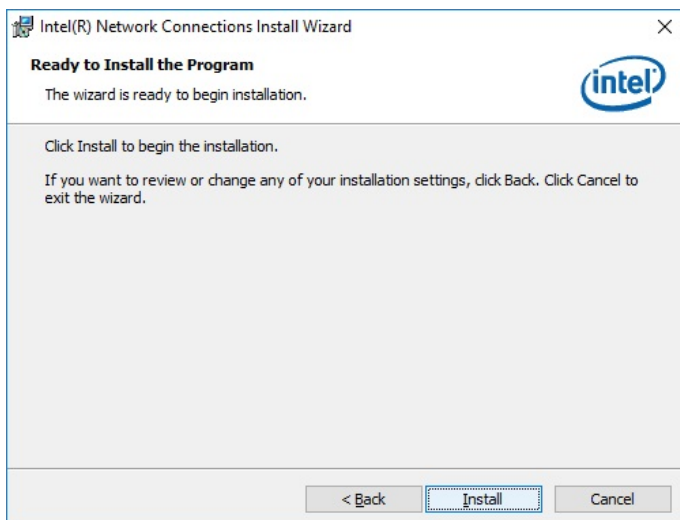 Intel(R) Network Connections Install Wizard
Ready to Install the Program
The wizard is ready to begin installation.
intel
Click Install to begin the installation.
If you want to review or change any of your installation settings, click Back. Click Cancel to
exit the wizard.
< Back
Install
Cancel